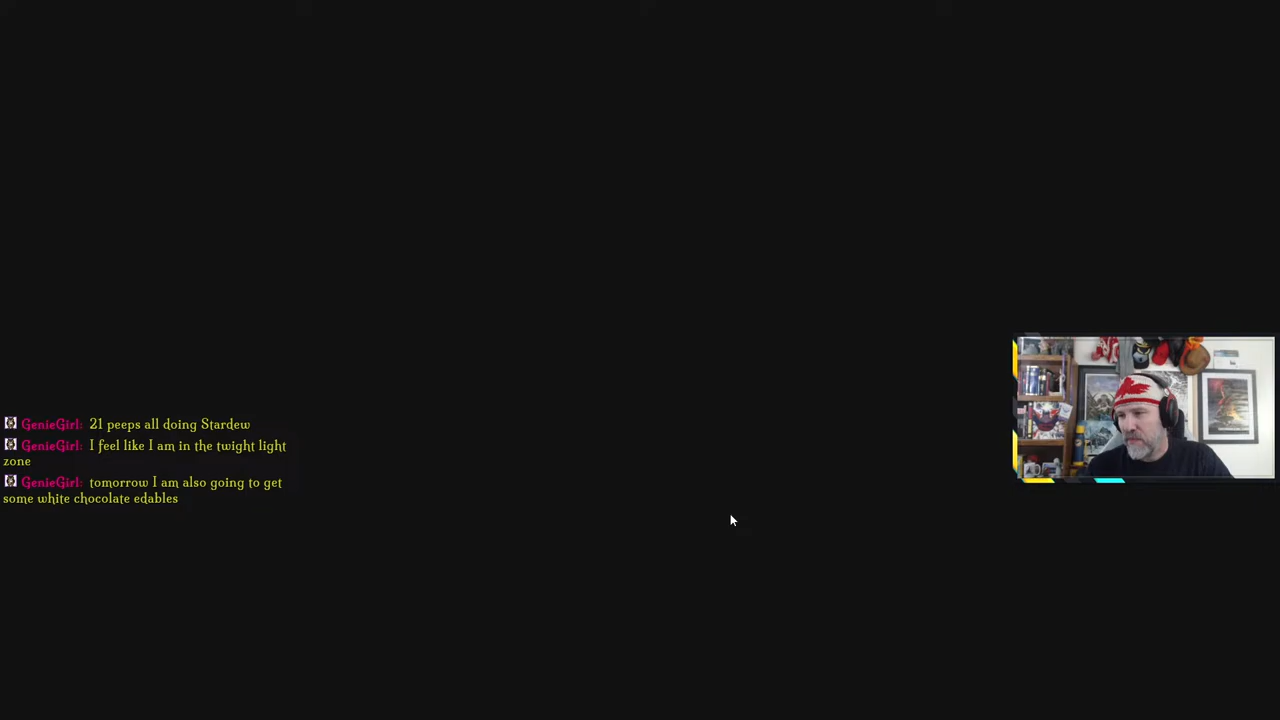 GenieGirl: 21 peeps all doing Stardew
GenieGirl: I feel like I am in the twight light
zone
GenieGirl: tomorrow I am also going to get
some white chocolate edables